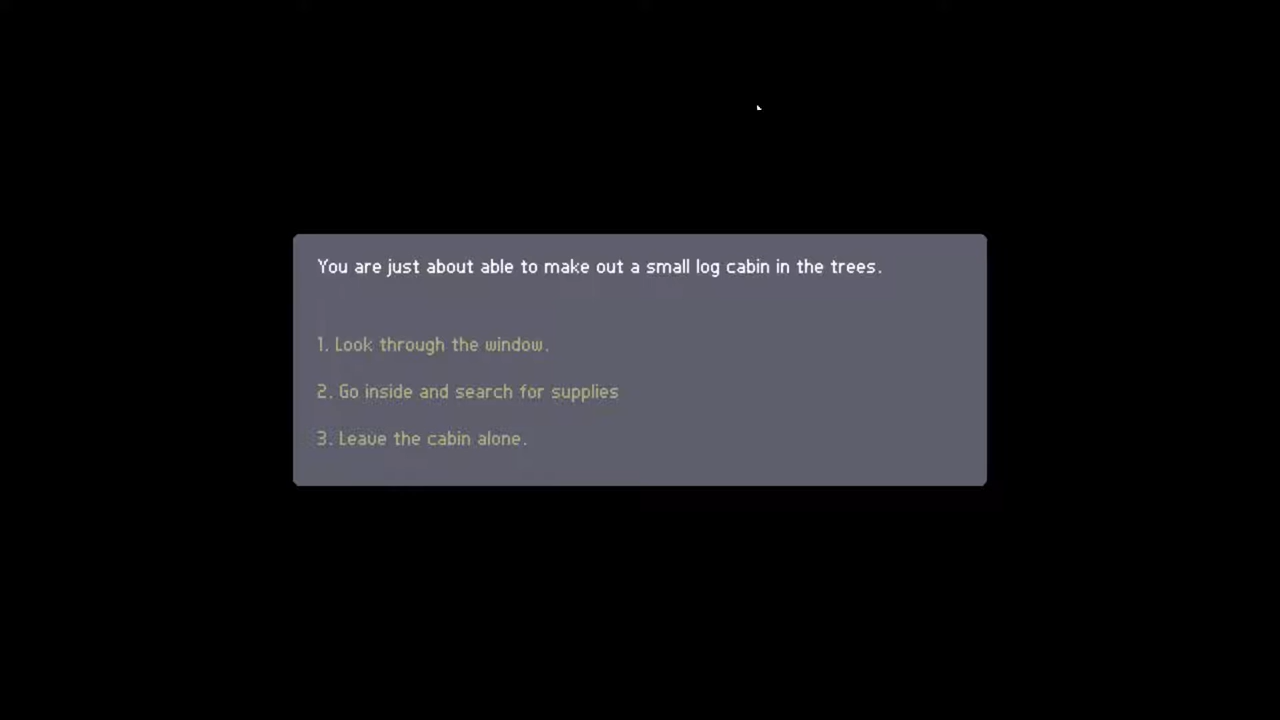 You are just about able to make out a small log cabin in the trees.
1. Look through the window.
2. Go inside and search for supplies
3. Leave the cabin alone.